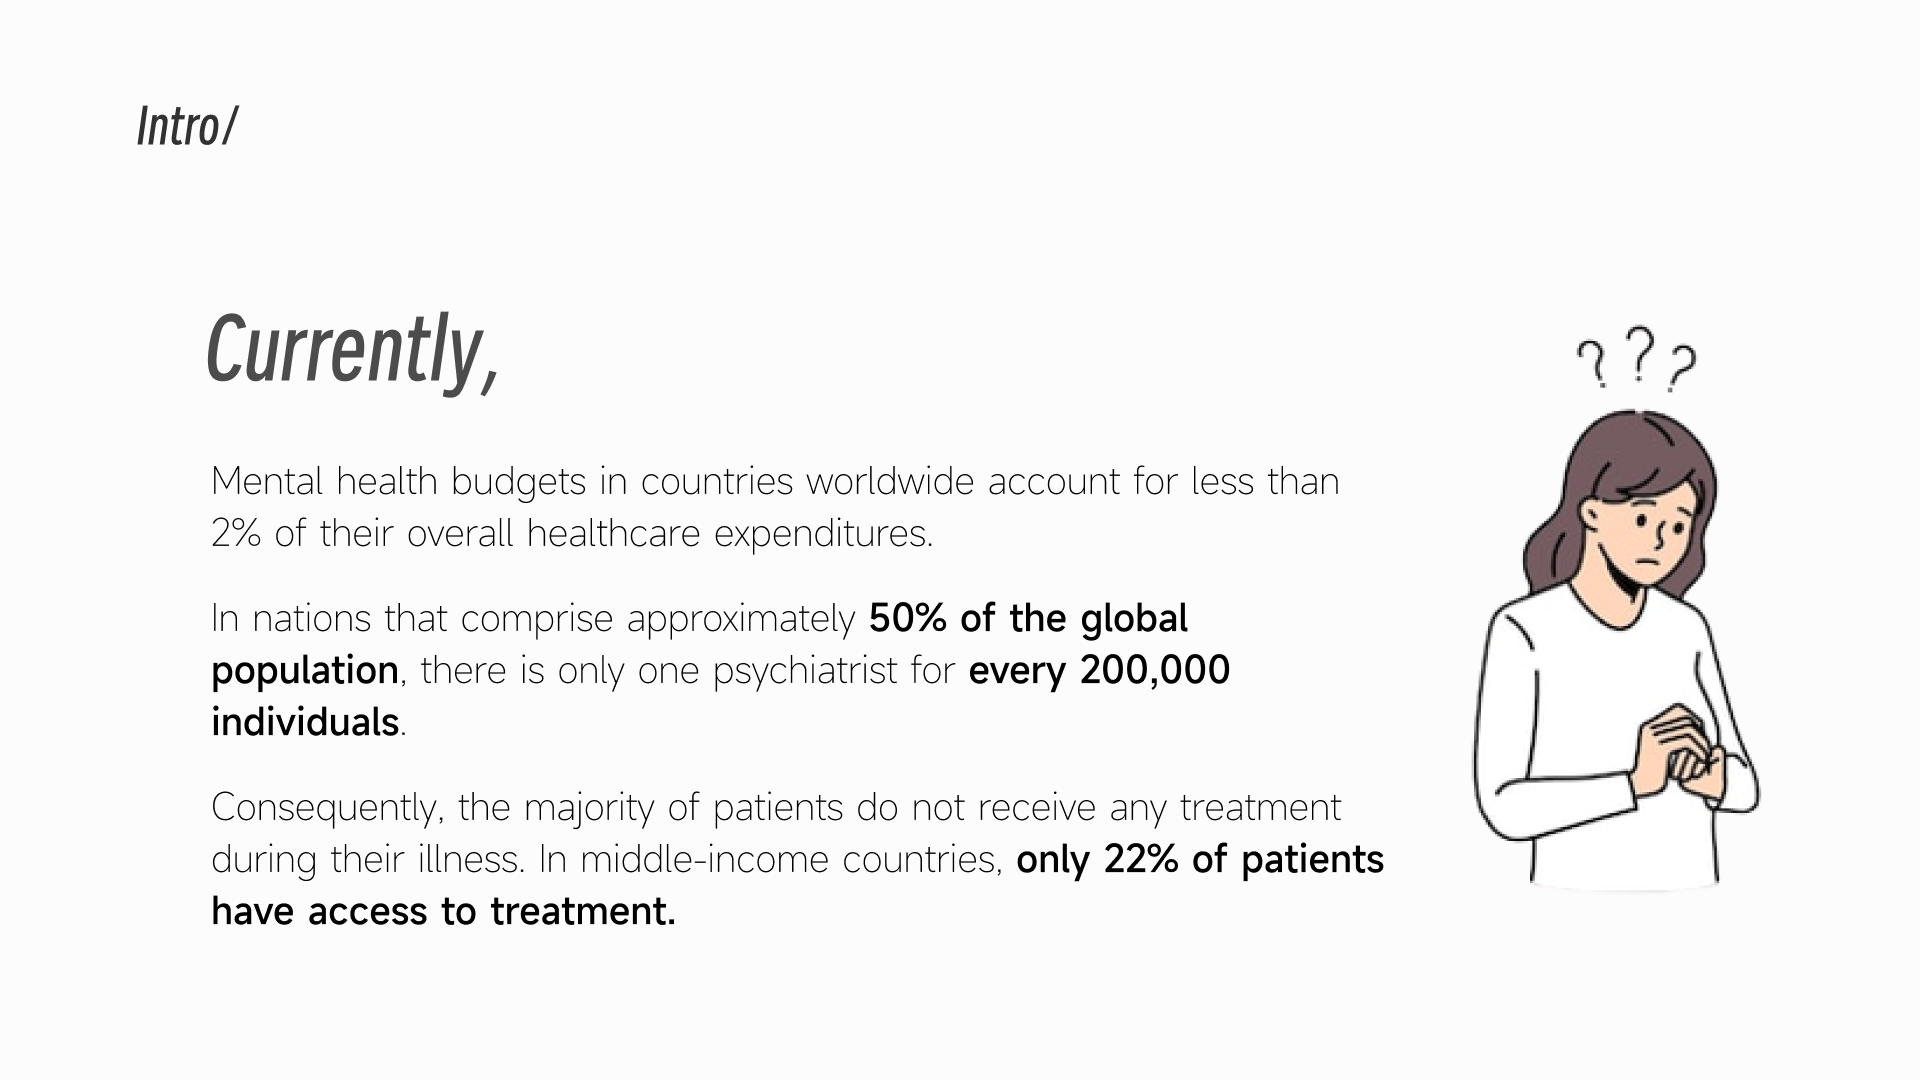 Intro/
Currently,
Mental health budgets in countries worldwide account for less than
2% of their overall healthcare expenditures.
In nations that comprise approximately 50% of the global
population, there is only one psychiatrist for every 200,000
individuals.
Consequently, the majority of patients do not receive any treatment
during their illness. In middle-income countries, only 22% of patients
have access to treatment.
? ? ?